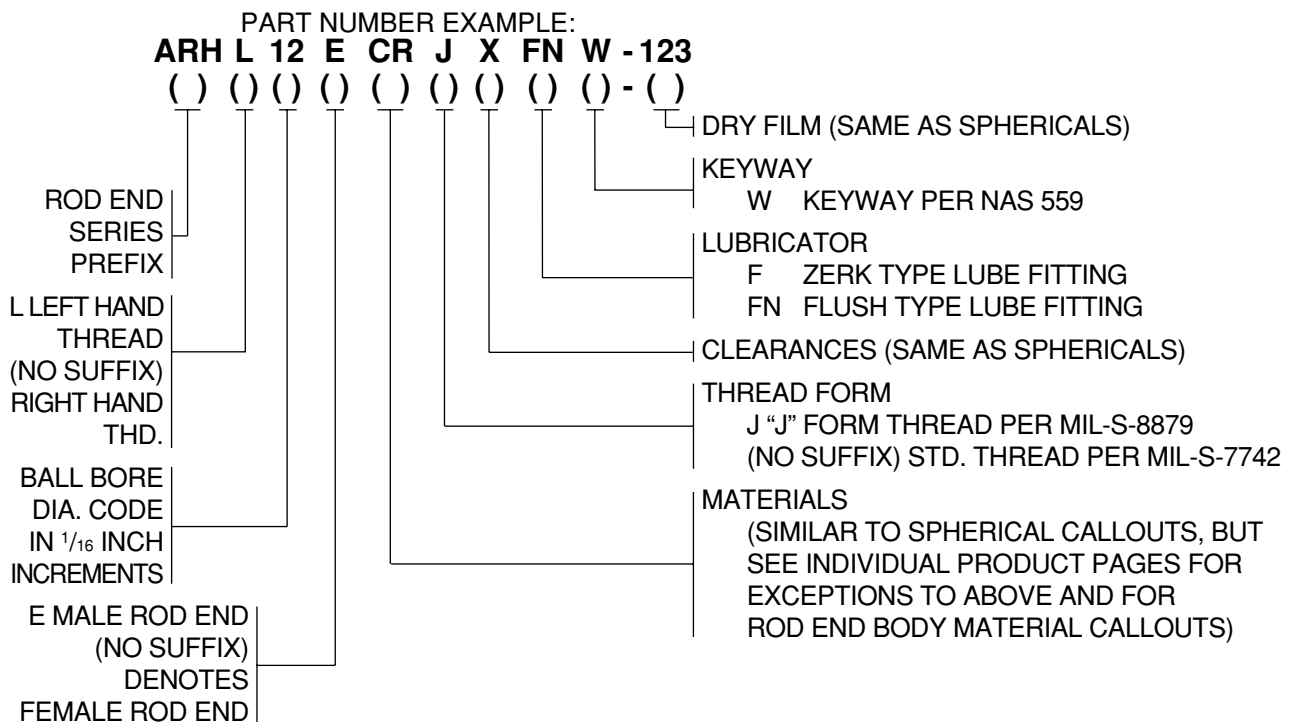 PART NUMBER EXAMPLE:
ARH L 12 E CR J X FN W - 123
( ) ( ) ( ) ( ) ( ) ( ) ( ) ( ) ( ) - ( )
DRY FILM (SAME AS SPHERICALS)
KEYWAY
W KEYWAY PER NAS 559
LUBRICATOR
F ZERK TYPE LUBE FITTING
FN FLUSH TYPE LUBE FITTING
CLEARANCES (SAME AS SPHERICALS)
THREAD FORM
J “J” FORM THREAD PER MIL-S-8879
(NO SUFFIX) STD. THREAD PER MIL-S-7742
MATERIALS
(SIMILAR TO SPHERICAL CALLOUTS, BUT
SEE INDIVIDUAL PRODUCT PAGES FOR
EXCEPTIONS TO ABOVE AND FOR
ROD END BODY MATERIAL CALLOUTS)
ROD END
SERIES
PREFIX
L LEFT HAND
THREAD
(NO SUFFIX)
RIGHT HAND
THD.
BALL BORE
DIA. CODE
IN 1/16 INCH
INCREMENTS
E MALE ROD END
(NO SUFFIX)
DENOTES
FEMALE ROD END